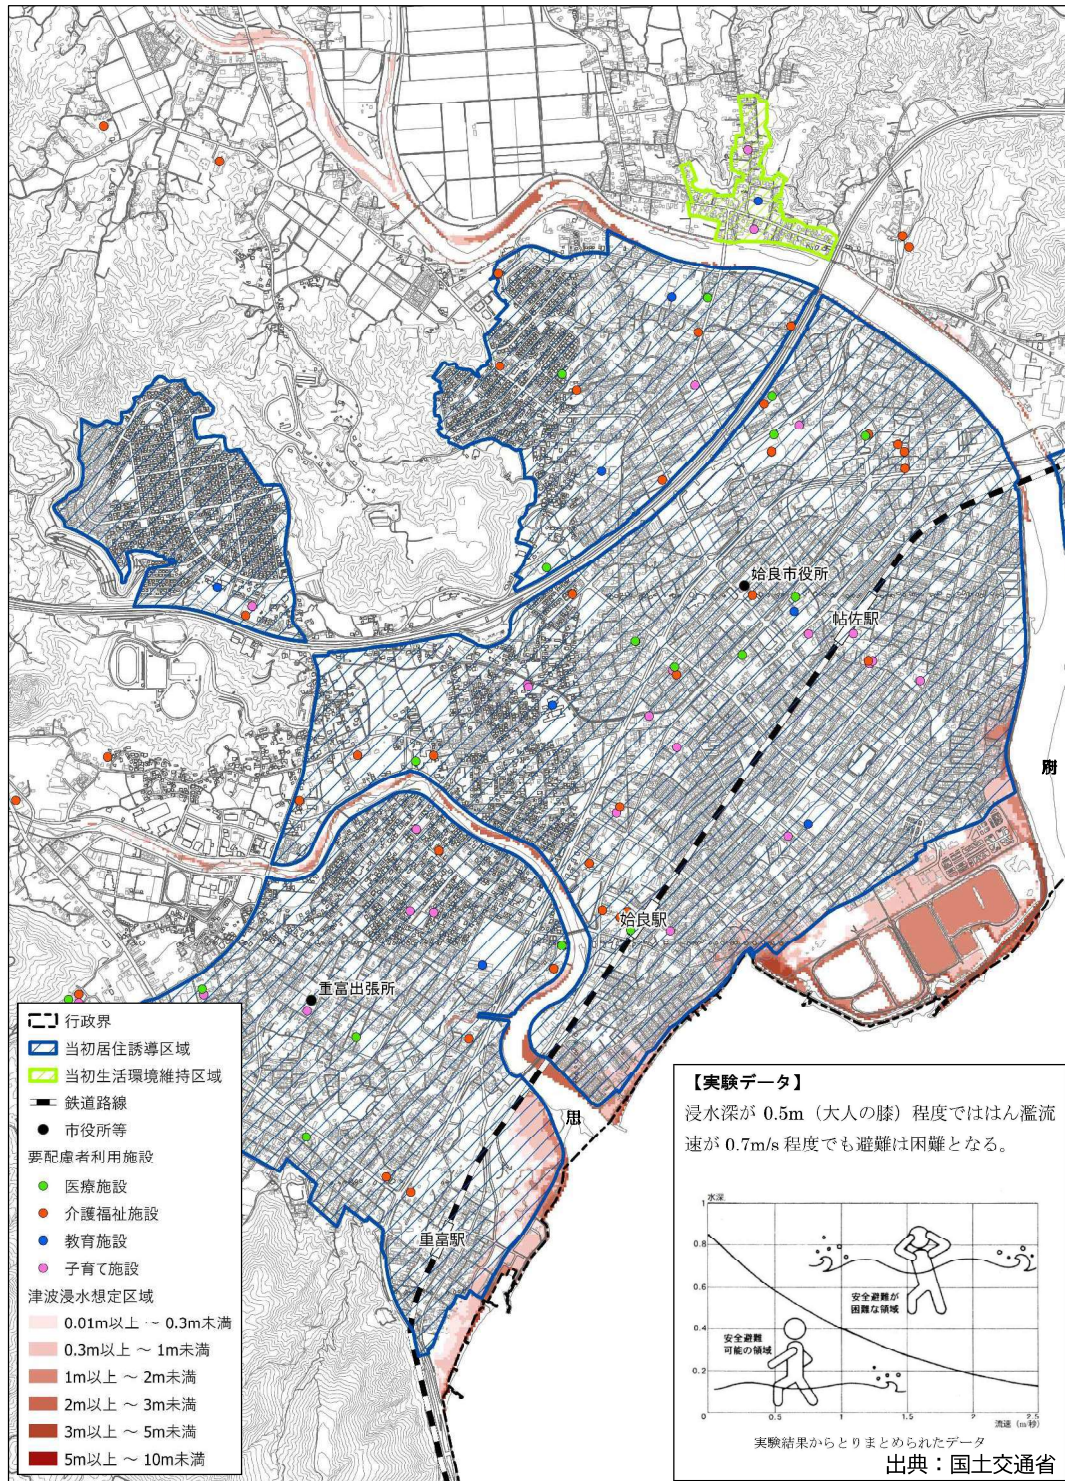 姶良市役所
帖佐駅
別府
姶良駅
重富出張所
思
重富駅
行政界
当初居住誘導区域
当初生活環境維持区域
鉄道路線
市役所等
要配慮者利用施設
医療施設
介護福祉施設
教育施設
子育て施設
津波浸水想定区域
0.01m以上 ~ 0.3m未満
0.3m以上 ~ 1m未満
1m以上 ~ 2m未満
2m以上 ~ 3m未満
3m以上 ~ 5m未満
5m以上 ~ 10m未満
【実験データ】
浸水深が 0.5m(大人の膝)程度でははん濫流
速が 0.7m/s 程度でも避難は困難となる。
水深
1
0.8
0.6
0.4
0.2
安全避難が
困難な領域
安全避難
可能の領域
0 0.5 1 1.5 2 2.5
流速(m/秒)
実験結果からとりまとめられたデータ
出典:国土交通省